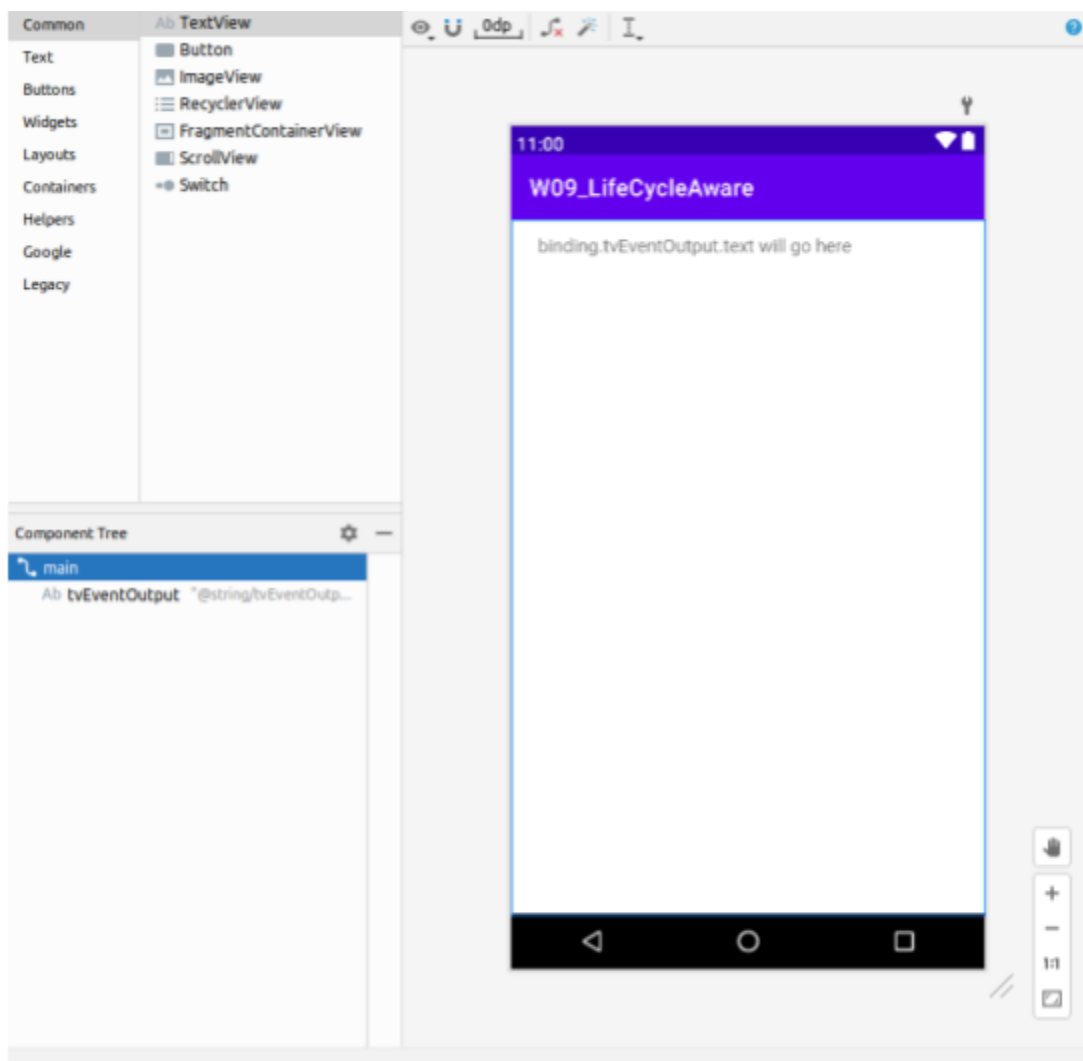 Common
Text
Buttons
Widgets
Layouts
Containers
Helpers
Google
Legacy
Ab TextView
Button
ImageView
RecyclerView
FragmentContainerView
ScrollView
Switch
0dp
?
11:00
W09_LifeCycleAware
binding.tvEventOutput.text will go here
Component Tree
main
Ab tvEventOutput "@string/tvEventOutp...
1:1